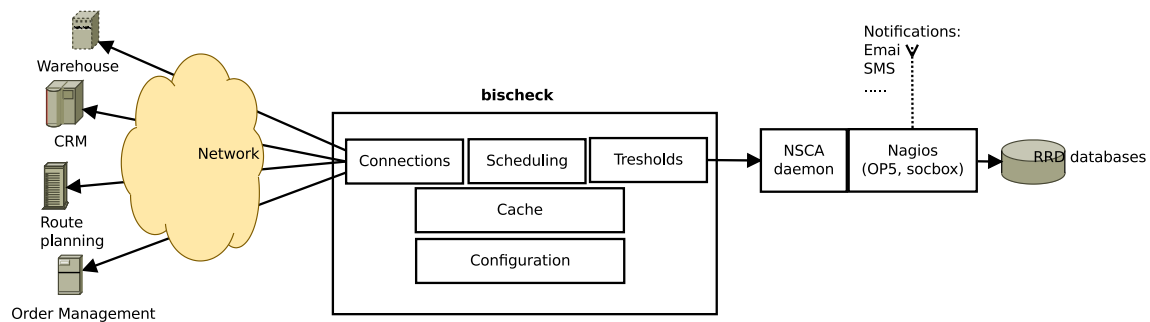 Warehouse
CRM
Route
planning
Order Management
Network
bischeck
Connections
Scheduling
Tresholds
Cache
Configuration
NSCA
daemon
Nagios
(OP5, socbox)
Notifications:
Emai
SMS
.....
RRD databases